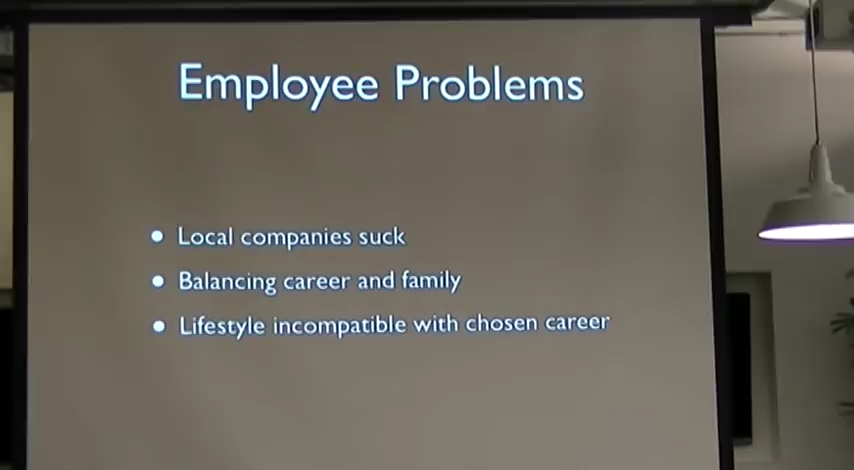 Employee Problems
• Local companies suck
• Balancing career and family
• Lifestyle incompatible with chosen career